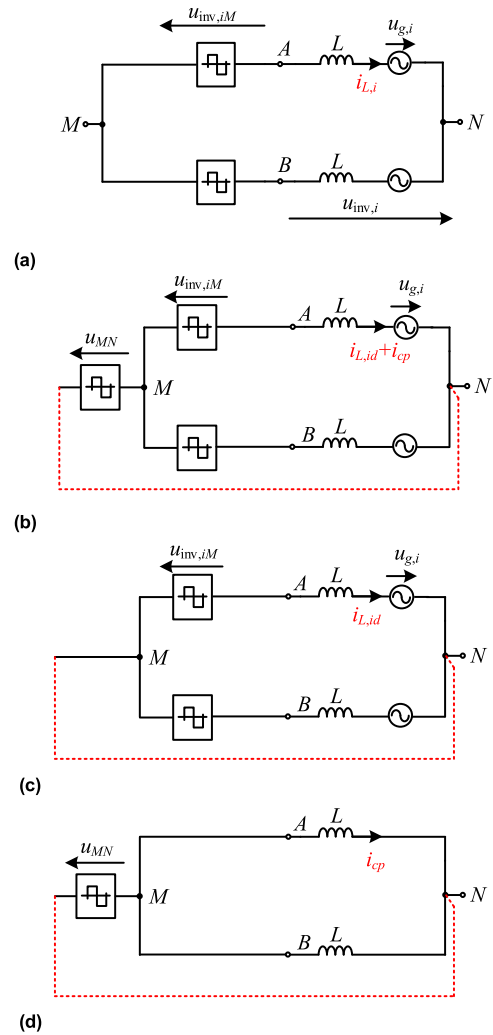 u_inv,iM
A L u_g,i
i_L,i
M N
B L
u_inv,i
(a)
u_inv,iM
A L u_g,i
u_MN
i_L,id+i_cp
M N
B L
(b)
u_inv,iM
A L u_g,i
i_L,id
M N
B L
(c)
A L
u_MN i_cp
M N
B L
(d)